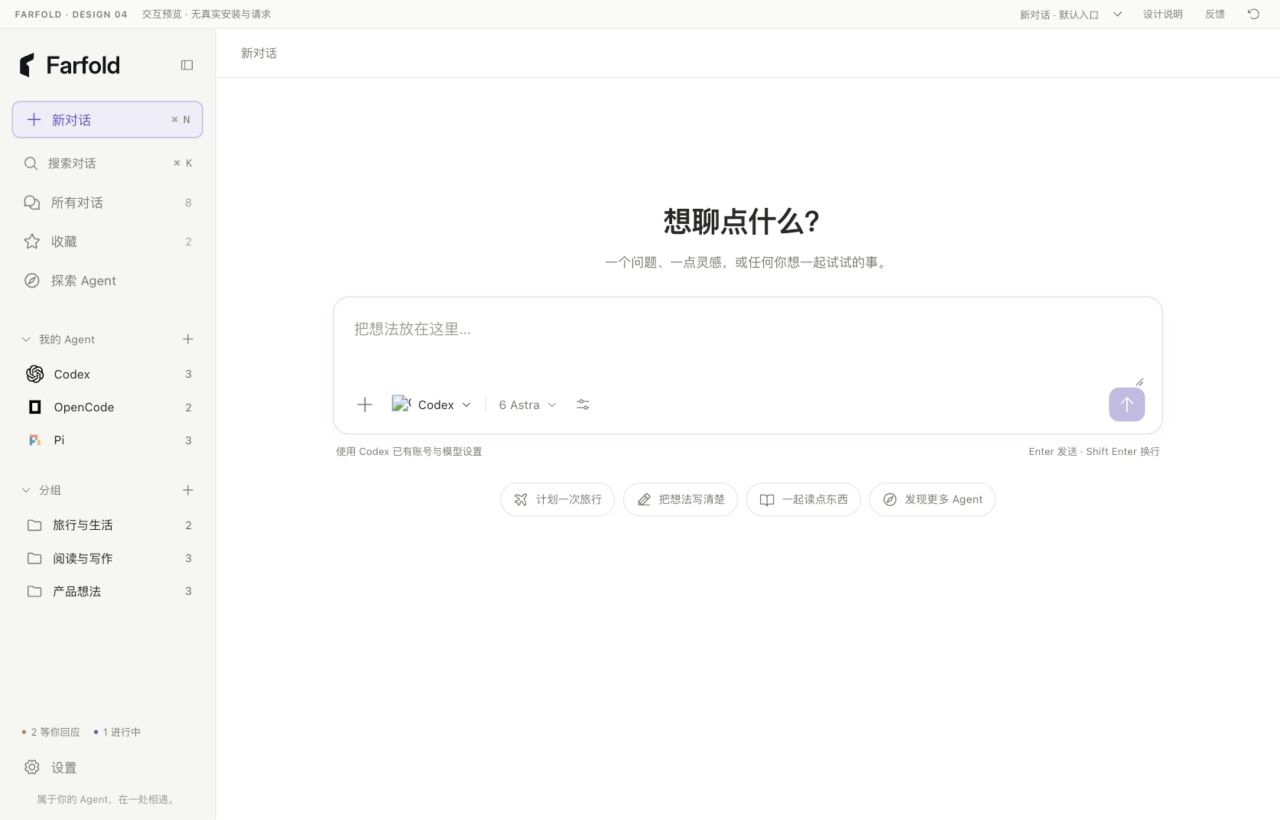 FARFOLD · DESIGN 04 交互预览 · 无真实安装与请求 新对话 · 默认入口 设计说明 反馈
Farfold
新对话 ⌘ N
搜索对话 ⌘ K
所有对话 8
收藏 2
探索 Agent
我的 Agent
Codex 3
OpenCode 2
Pi 3
分组
旅行与生活 2
阅读与写作 3
产品想法 3
2 等你回应 1 进行中
设置
属于你的 Agent，在一处相遇。
新对话
想聊点什么？
一个问题、一点灵感，或任何你想一起试试的事。
把想法放在这里...
Codex 6 Astra
使用 Codex 已有账号与模型设置 Enter 发送 · Shift Enter 换行
计划一次旅行 把想法写清楚 一起读点东西 发现更多 Agent